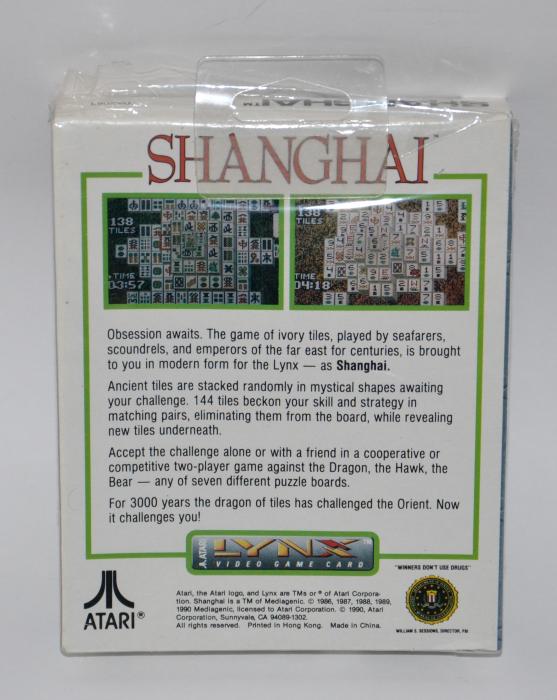 SHANGHAI™
SHANGHAI™
138
TILES
TIME
03:57
138
TILES
TIME
04:18
Obsession awaits. The game of ivory tiles, played by seafarers,
scoundrels, and emperors of the far east for centuries, is brought
to you in modern form for the Lynx — as Shanghai.
Ancient tiles are stacked randomly in mystical shapes awaiting
your challenge. 144 tiles beckon your skill and strategy in
matching pairs, eliminating them from the board, while revealing
new tiles underneath.
Accept the challenge alone or with a friend in a cooperative or
competitive two-player game against the Dragon, the Hawk, the
Bear — any of seven different puzzle boards.
For 3000 years the dragon of tiles has challenged the Orient. Now
it challenges you!
ATARI LYNX™
VIDEO GAME CARD
"WINNERS DON'T USE DRUGS"
WILLIAM S. SESSIONS, DIRECTOR, FBI
ATARI®
Atari, the Atari logo, and Lynx are TMs or ® of Atari Corpora-
tion. Shanghai is a TM of Mediagenic. © 1986, 1987, 1988, 1989,
1990 Mediagenic, licensed to Atari Corporation. © 1990, Atari
Corporation, Sunnyvale, CA 94089-1302.
All rights reserved. Printed in Hong Kong. Made in China.